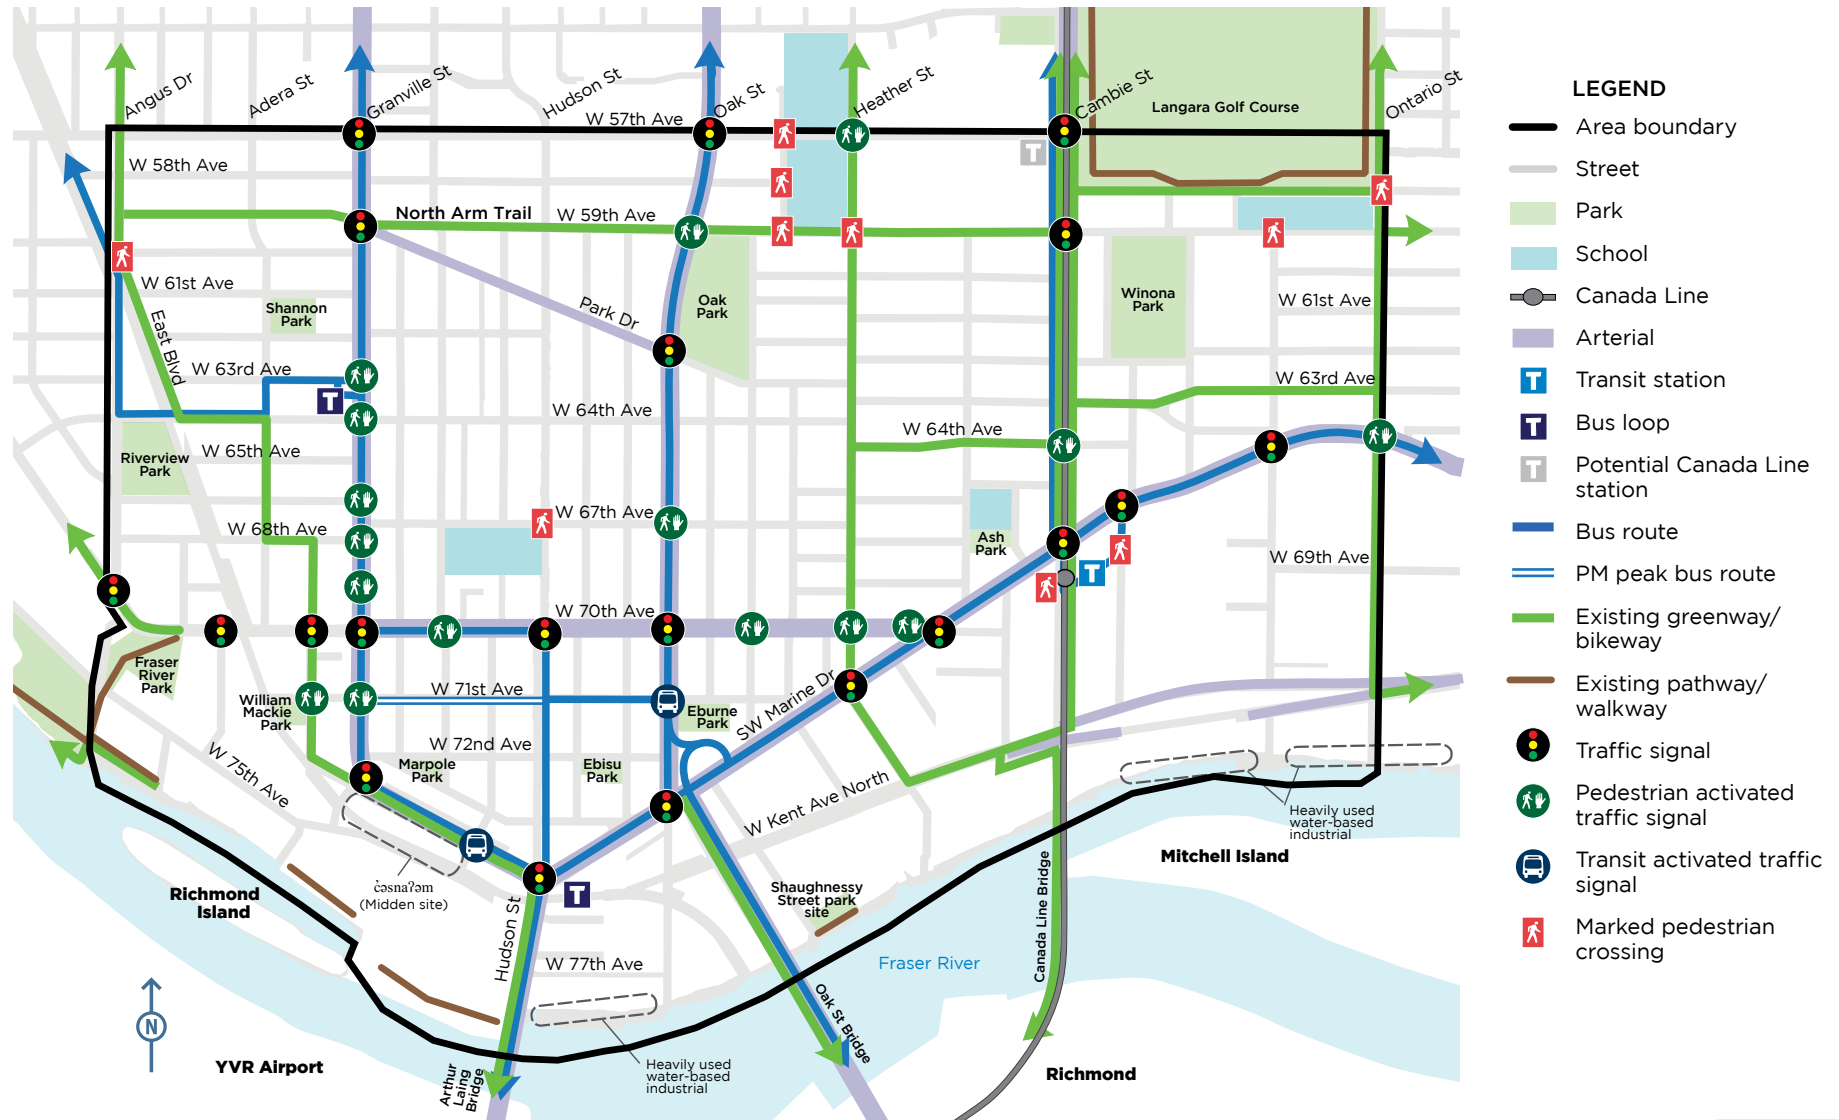 Angus Dr
Adera St
Granville St
Hudson St
Oak St
Heather St
Cambie St
Ontario St
Langara Golf Course
W 57th Ave
W 58th Ave
North Arm Trail
W 59th Ave
W 61st Ave
East Blvd
Shannon
Park
Park Dr
Oak
Park
Winona
Park
W 61st Ave
W 63rd Ave
W 63rd Ave
W 64th Ave
W 64th Ave
Riverview
Park
W 65th Ave
W 67th Ave
W 68th Ave
Ash
Park
W 69th Ave
W 70th Ave
Fraser
River
Park
William
Mackie
Park
W 71st Ave
Eburne
Park
SW Marine Dr
W 72nd Ave
Marpole
Park
Ebisu
Park
W 75th Ave
W Kent Ave North
Heavily used
water-based
industrial
Mitchell Island
c̓əsnaʔəm
(Midden site)
Richmond
Island
Shaughnessy
Street park
site
Hudson St
W 77th Ave
Fraser River
Canada Line Bridge
Oak St Bridge
N
YVR Airport
Arthur
Laing
Bridge
Heavily used
water-based
industrial
Richmond
T
T
T
T
LEGEND
Area boundary
Street
Park
School
Canada Line
Arterial
T Transit station
T Bus loop
T Potential Canada Line
station
Bus route
PM peak bus route
Existing greenway/
bikeway
Existing pathway/
walkway
Traffic signal
Pedestrian activated
traffic signal
Transit activated traffic
signal
Marked pedestrian
crossing